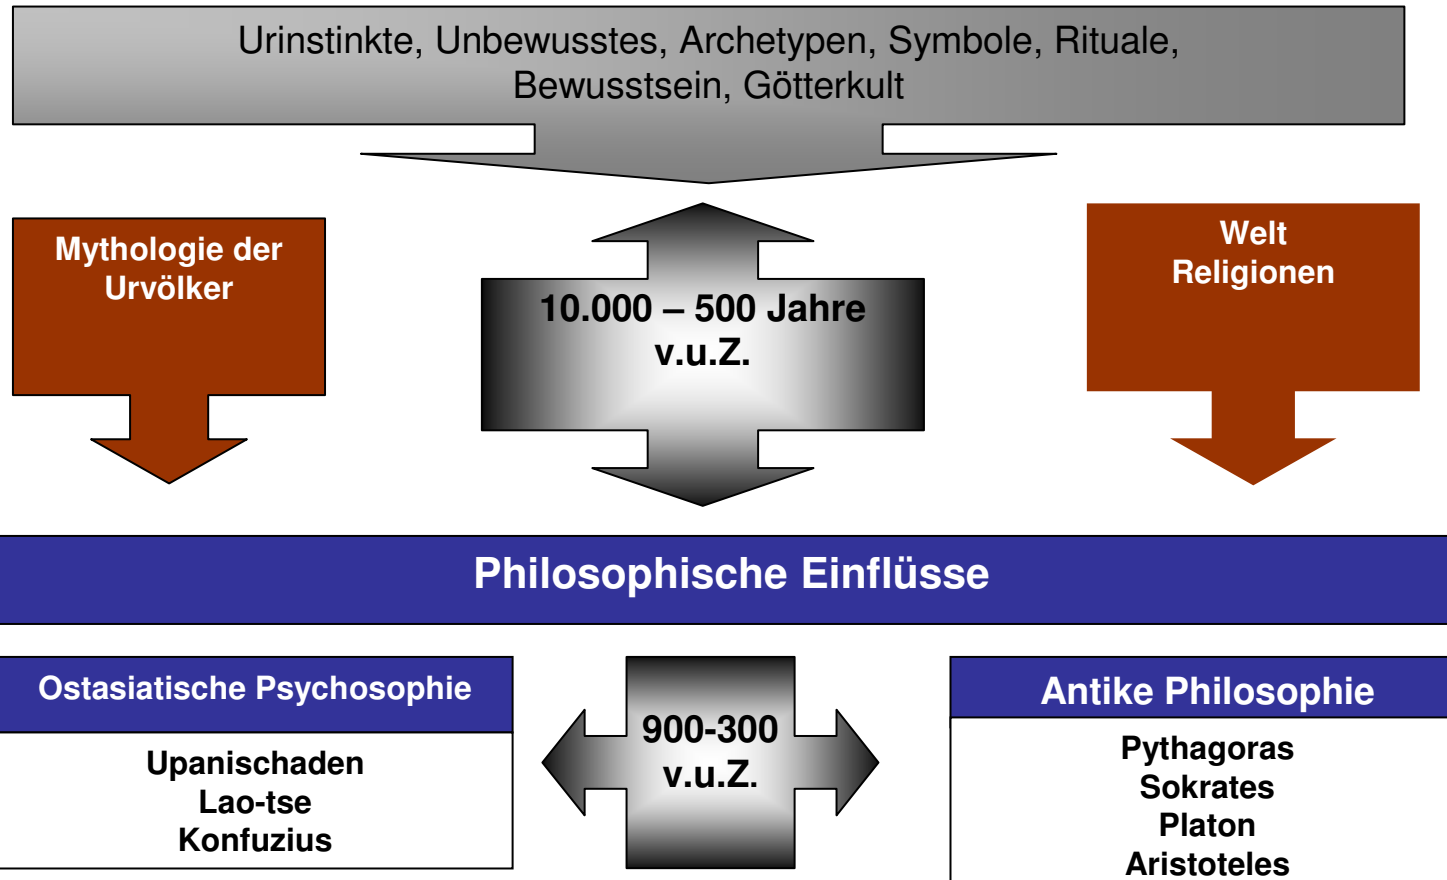 Urinstinkte, Unbewusstes, Archetypen, Symbole, Rituale,
Bewusstsein, Götterkult
Mythologie der
Urvölker
10.000 – 500 Jahre
v.u.Z.
Welt
Religionen
Philosophische Einflüsse
Ostasiatische Psychosophie
Upanischaden
Lao-tse
Konfuzius
900-300
v.u.Z.
Antike Philosophie
Pythagoras
Sokrates
Platon
Aristoteles